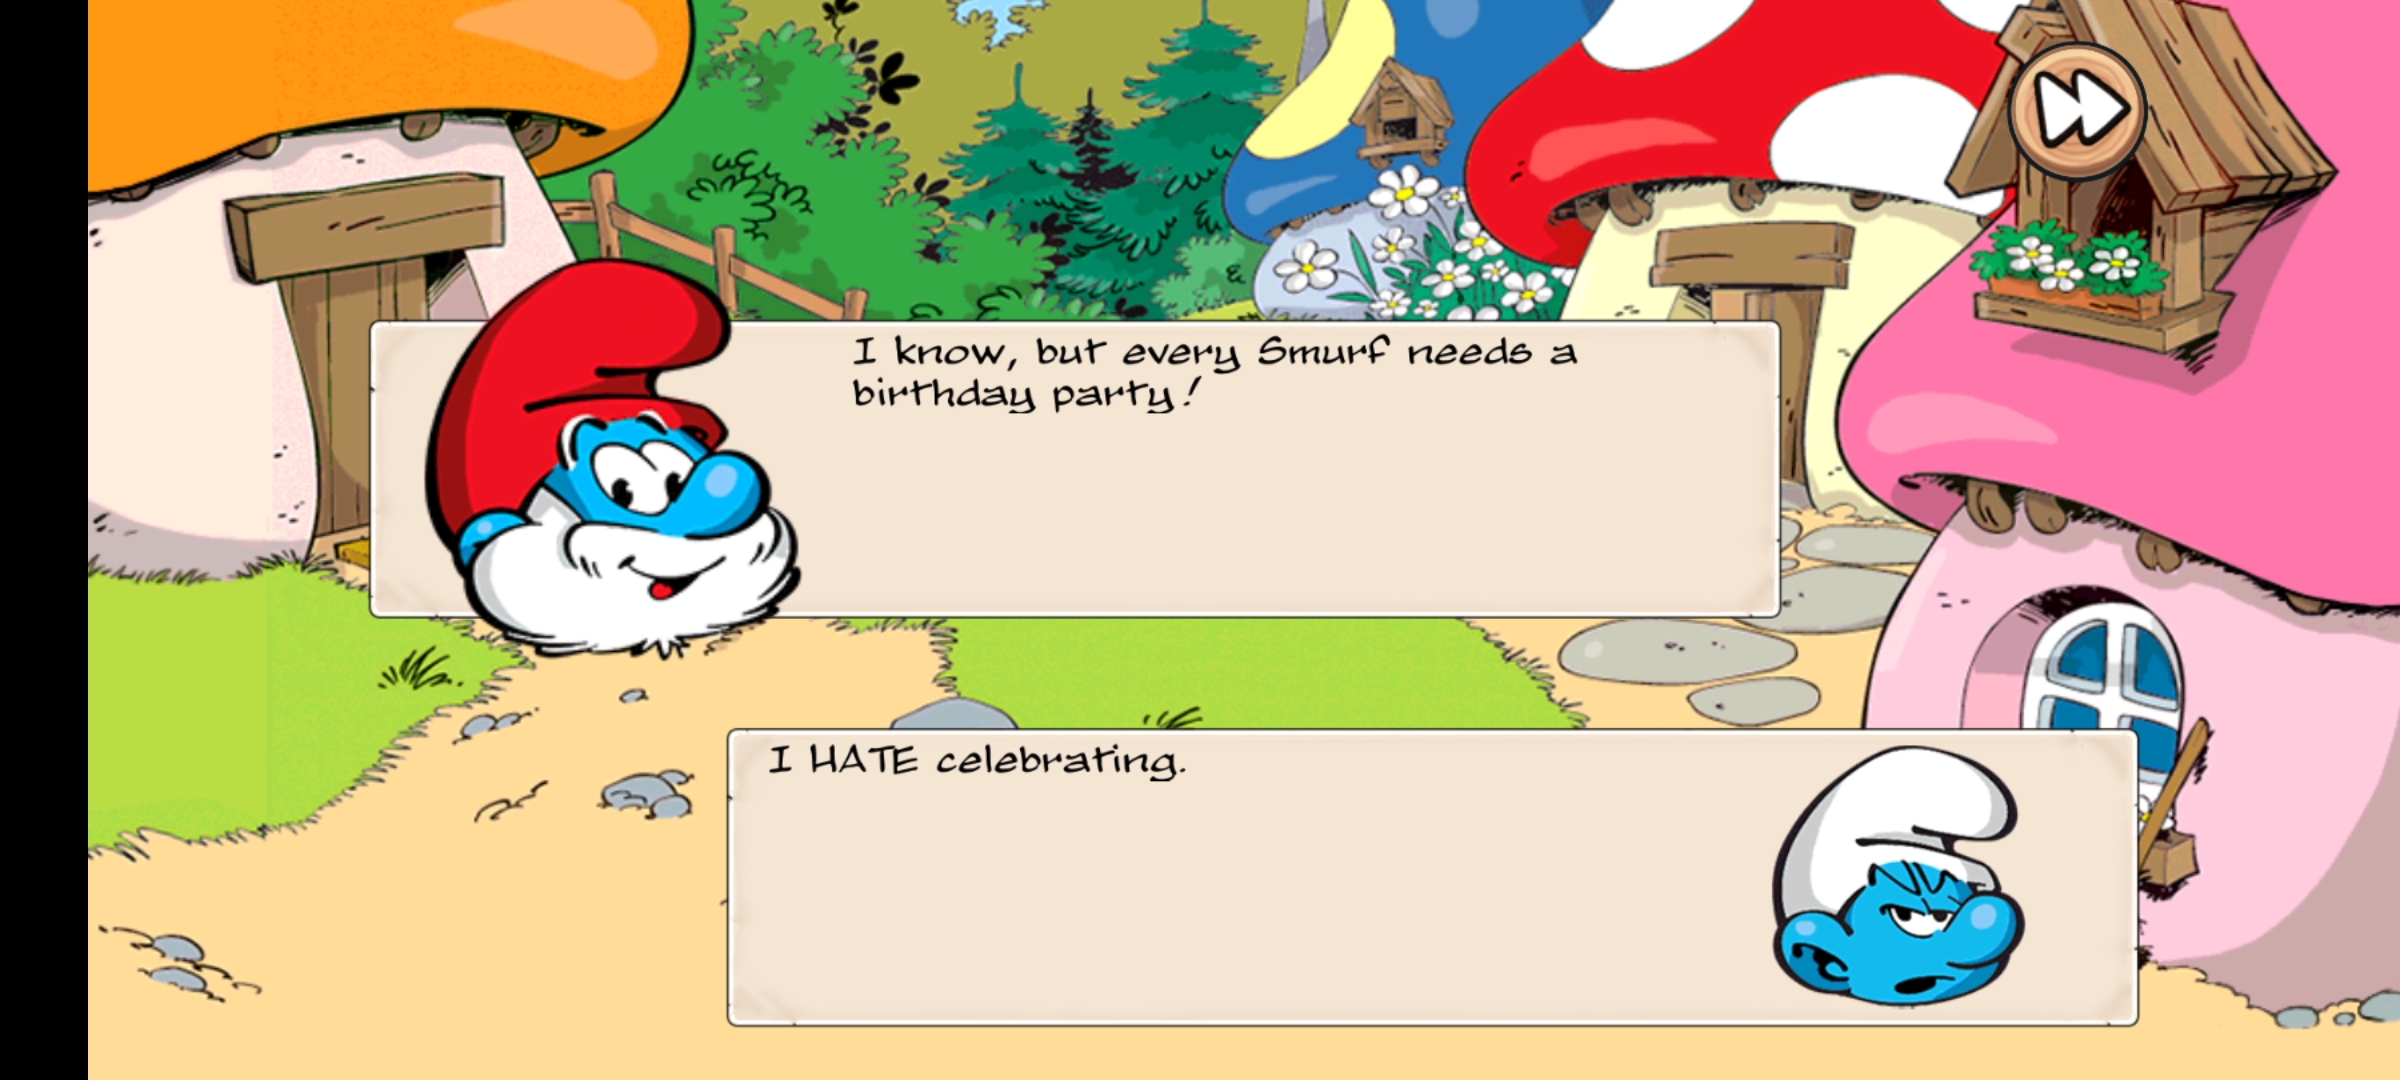 I know, but every Smurf needs a
birthday party!
I HATE celebrating.